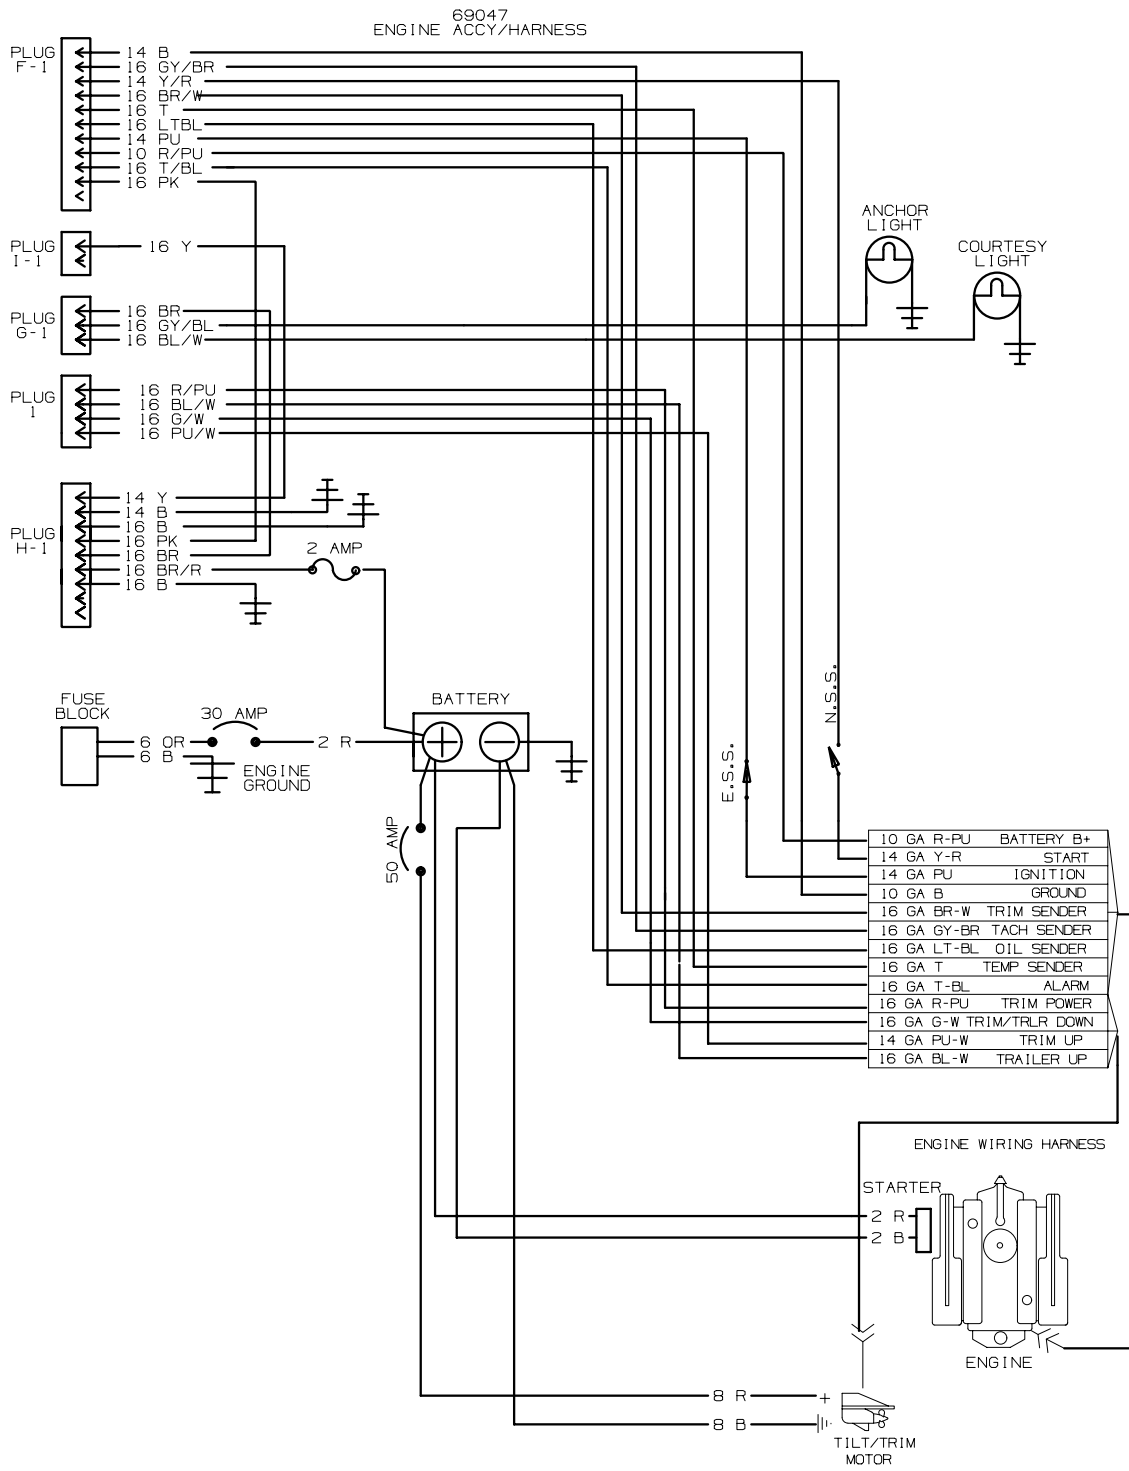 69047
ENGINE ACCY/HARNESS
PLUG
F-1
14 B
16 GY/BR
14 Y/R
16 BR/W
16 T
16 LTBL
14 PU
10 R/PU
16 T/BL
16 PK
ANCHOR
LIGHT
COURTESY
LIGHT
PLUG
I-1
16 Y
PLUG
G-1
16 BR
16 GY/BL
16 BL/W
PLUG
1
16 R/PU
16 BL/W
16 G/W
16 PU/W
PLUG
H-1
14 Y
14 B
16 B
16 PK
16 BR
16 BR/R
16 B
2 AMP
FUSE
BLOCK
6 OR
6 B
30 AMP
ENGINE
GROUND
2 R
BATTERY
50 AMP
E.S.S.
N.S.S.
10 GA R-PU BATTERY B+
14 GA Y-R START
14 GA PU IGNITION
10 GA B GROUND
16 GA BR-W TRIM SENDER
16 GA GY-BR TACH SENDER
16 GA LT-BL OIL SENDER
16 GA T TEMP SENDER
16 GA T-BL ALARM
16 GA R-PU TRIM POWER
16 GA G-W TRIM/TRLR DOWN
14 GA PU-W TRIM UP
16 GA BL-W TRAILER UP
ENGINE WIRING HARNESS
STARTER
2 R
2 B
ENGINE
8 R +
8 B
TILT/TRIM
MOTOR